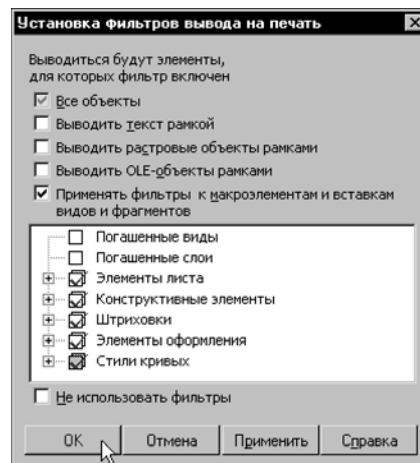 Установка фильтров вывода на печать
Выводиться будут элементы,
для которых фильтр включен
Все объекты
Выводить текст рамкой
Выводить растровые объекты рамками
Выводить OLE-объекты рамками
Применять фильтры к макроэлементам и вставкам
видов и фрагментов
Погашенные виды
Погашенные слои
Элементы листа
Конструктивные элементы
Штриховки
Элементы оформления
Стили кривых
Не использовать фильтры
OK Отмена Применить Справка